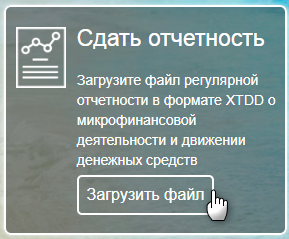 Сдать отчетность
Загрузите файл регулярной
отчетности в формате XTDD о
микрофинансовой
деятельности и движении
денежных средств
Загрузить файл